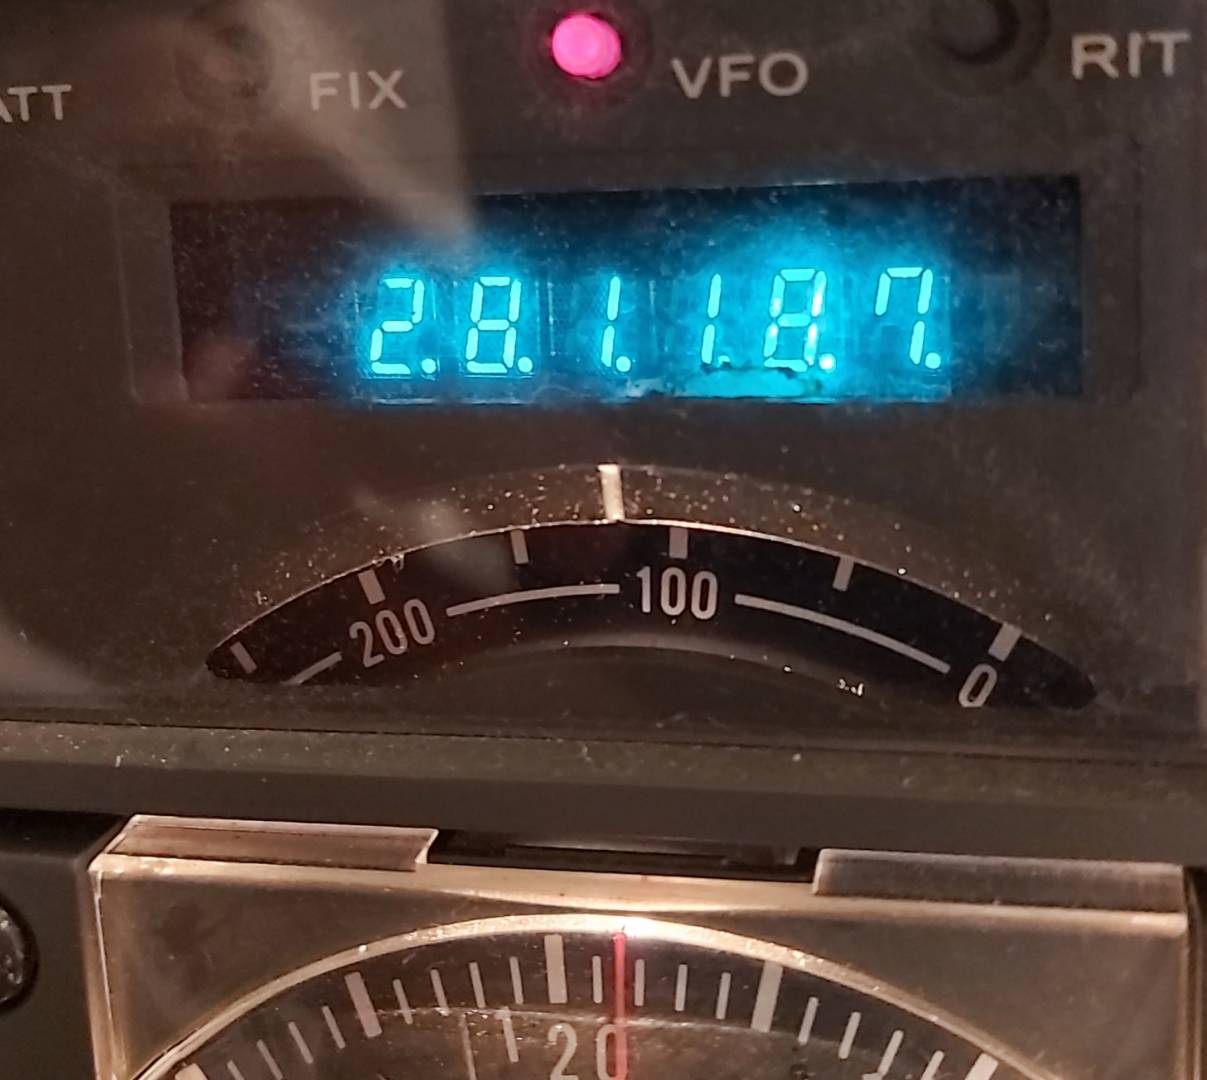 ATT FIX VFO RIT
2.8.1.1.8.7.
200 100 0
20